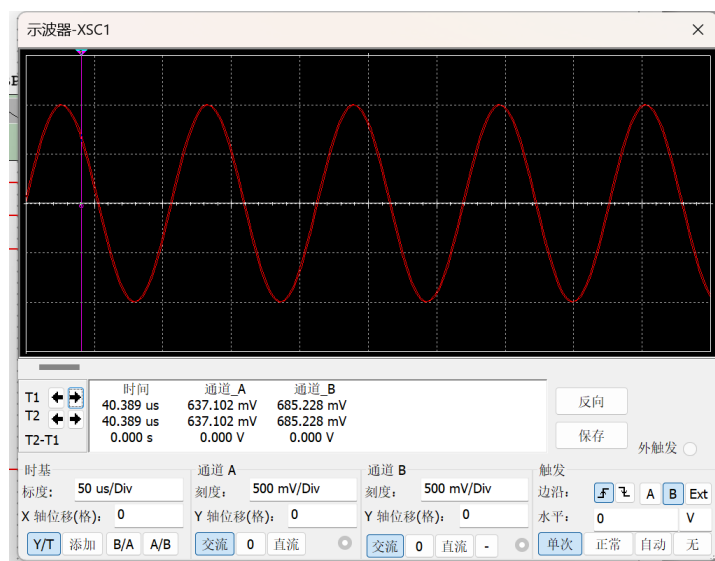 示波器-XSC1
时间 通道_A 通道_B
T1 40.389 us 637.102 mV 685.228 mV
T2 40.389 us 637.102 mV 685.228 mV
T2-T1 0.000 s 0.000 V 0.000 V
反向
保存
外触发
时基
标度: 50 us/Div
X 轴位移(格): 0
Y/T 添加 B/A A/B
通道 A
刻度: 500 mV/Div
Y 轴位移(格): 0
交流 0 直流
通道 B
刻度: 500 mV/Div
Y 轴位移(格): 0
交流 0 直流 -
触发
边沿: A B Ext
水平: 0 V
单次 正常 自动 无